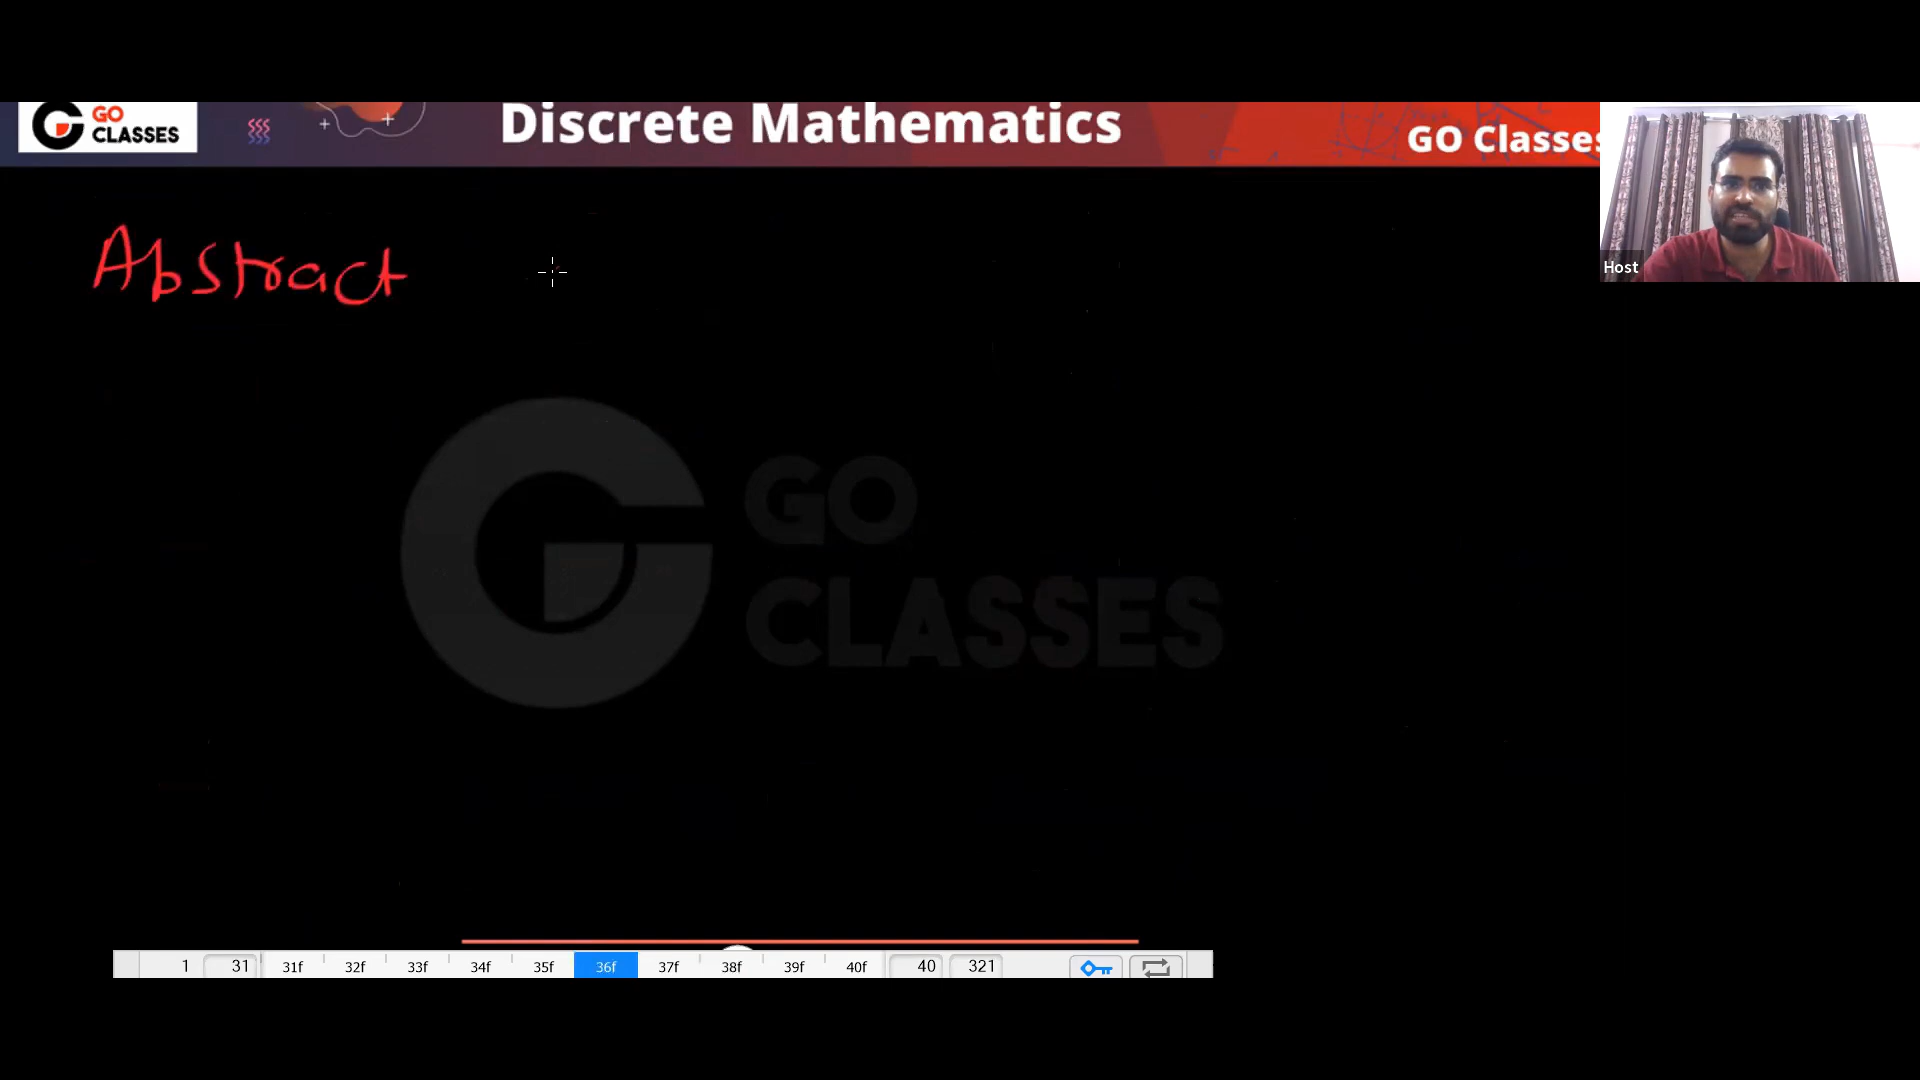 GO
CLASSES
Discrete Mathematics
GO Classes
Host
Abstract
GO
CLASSES
1 31 31f 32f 33f 34f 35f 36f 37f 38f 39f 40f 40 321